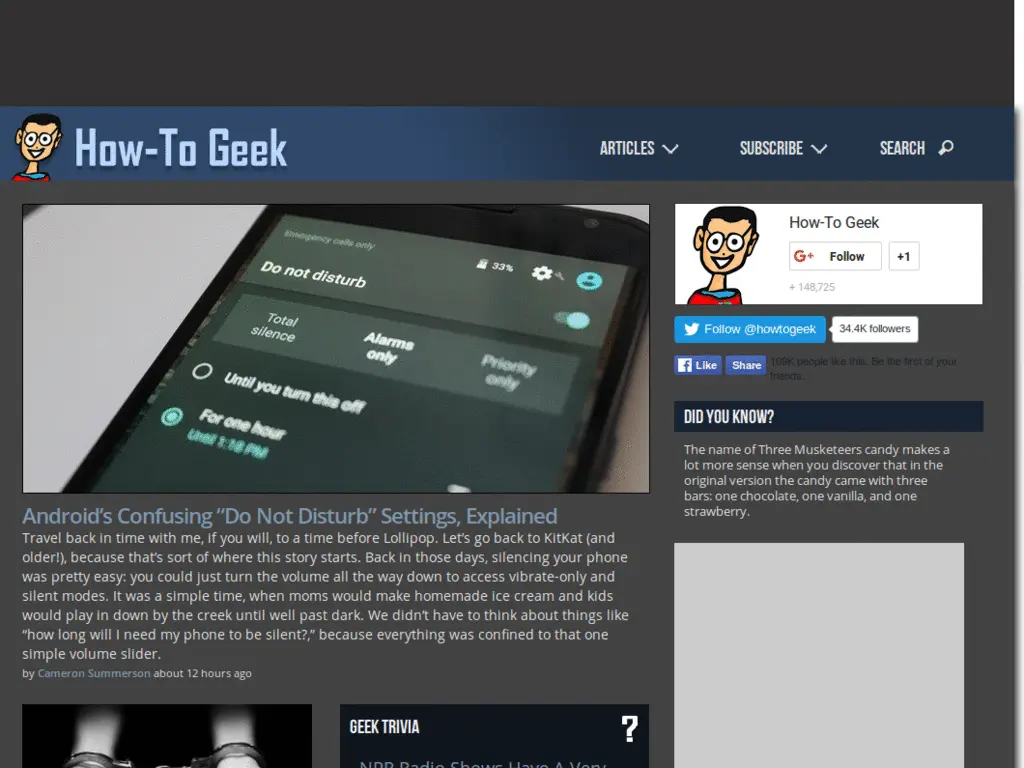 How-To Geek
ARTICLES
SUBSCRIBE
SEARCH
Emergency calls only
33%
Do not disturb
Total
silence
Alarms
only
Priority
only
Until you turn this off
For one hour
Until 1:18 PM
Android's Confusing “Do Not Disturb” Settings, Explained
Travel back in time with me, if you will, to a time before Lollipop. Let's go back to KitKat (and
older!), because that's sort of where this story starts. Back in those days, silencing your phone
was pretty easy: you could just turn the volume all the way down to access vibrate-only and
silent modes. It was a simple time, when moms would make homemade ice cream and kids
would play in down by the creek until well past dark. We didn't have to think about things like
“how long will I need my phone to be silent?,” because everything was confined to that one
simple volume slider.
by Cameron Summerson about 12 hours ago
GEEK TRIVIA
?
NPR Radio Shows Have A Very
How-To Geek
G+ Follow
+1
+ 148,725
Follow @howtogeek
34.4K followers
Like
Share
109K people like this. Be the first of your
friends.
DID YOU KNOW?
The name of Three Musketeers candy makes a
lot more sense when you discover that in the
original version the candy came with three
bars: one chocolate, one vanilla, and one
strawberry.